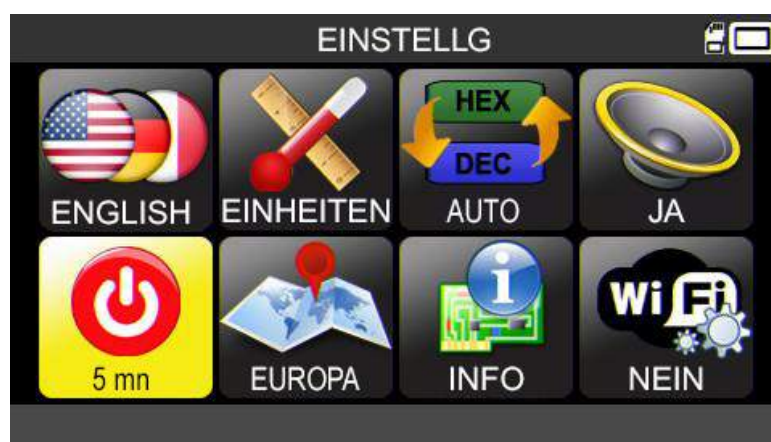 EINSTELLG
ENGLISH
EINHEITEN
HEX
DEC
AUTO
JA
5 mn
EUROPA
i
INFO
Wi Fi
NEIN